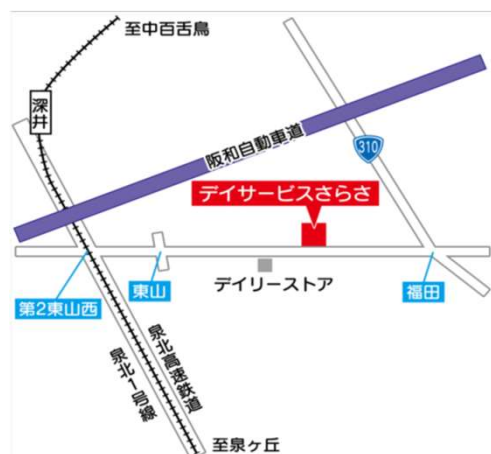 至中百舌鳥
深井
310
阪和自動車道
デイサービスさらさ
第2東山西
東山
デイリーストア
福田
泉北1号線
泉北高速鉄道
至泉ヶ丘